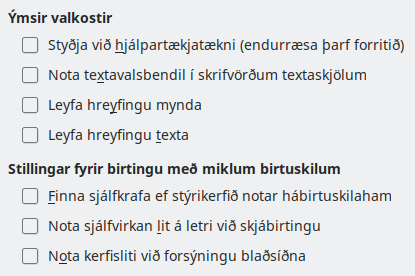 Ýmsir valkostir
Styðja við hjálpartækjatækni (endurræsa þarf forritið)
Nota textavalsbendil í skrifvörðum textaskjölum
Leyfa hreyfingu mynda
Leyfa hreyfingu texta
Stillingar fyrir birtingu með miklum birtuskilum
Finna sjálfkrafa ef stýrikerfið notar hábirtuskilaham
Nota sjálfvirkan lit á letri við skjábirtingu
Nota kerfisliti við forsýningu blaðsíðna